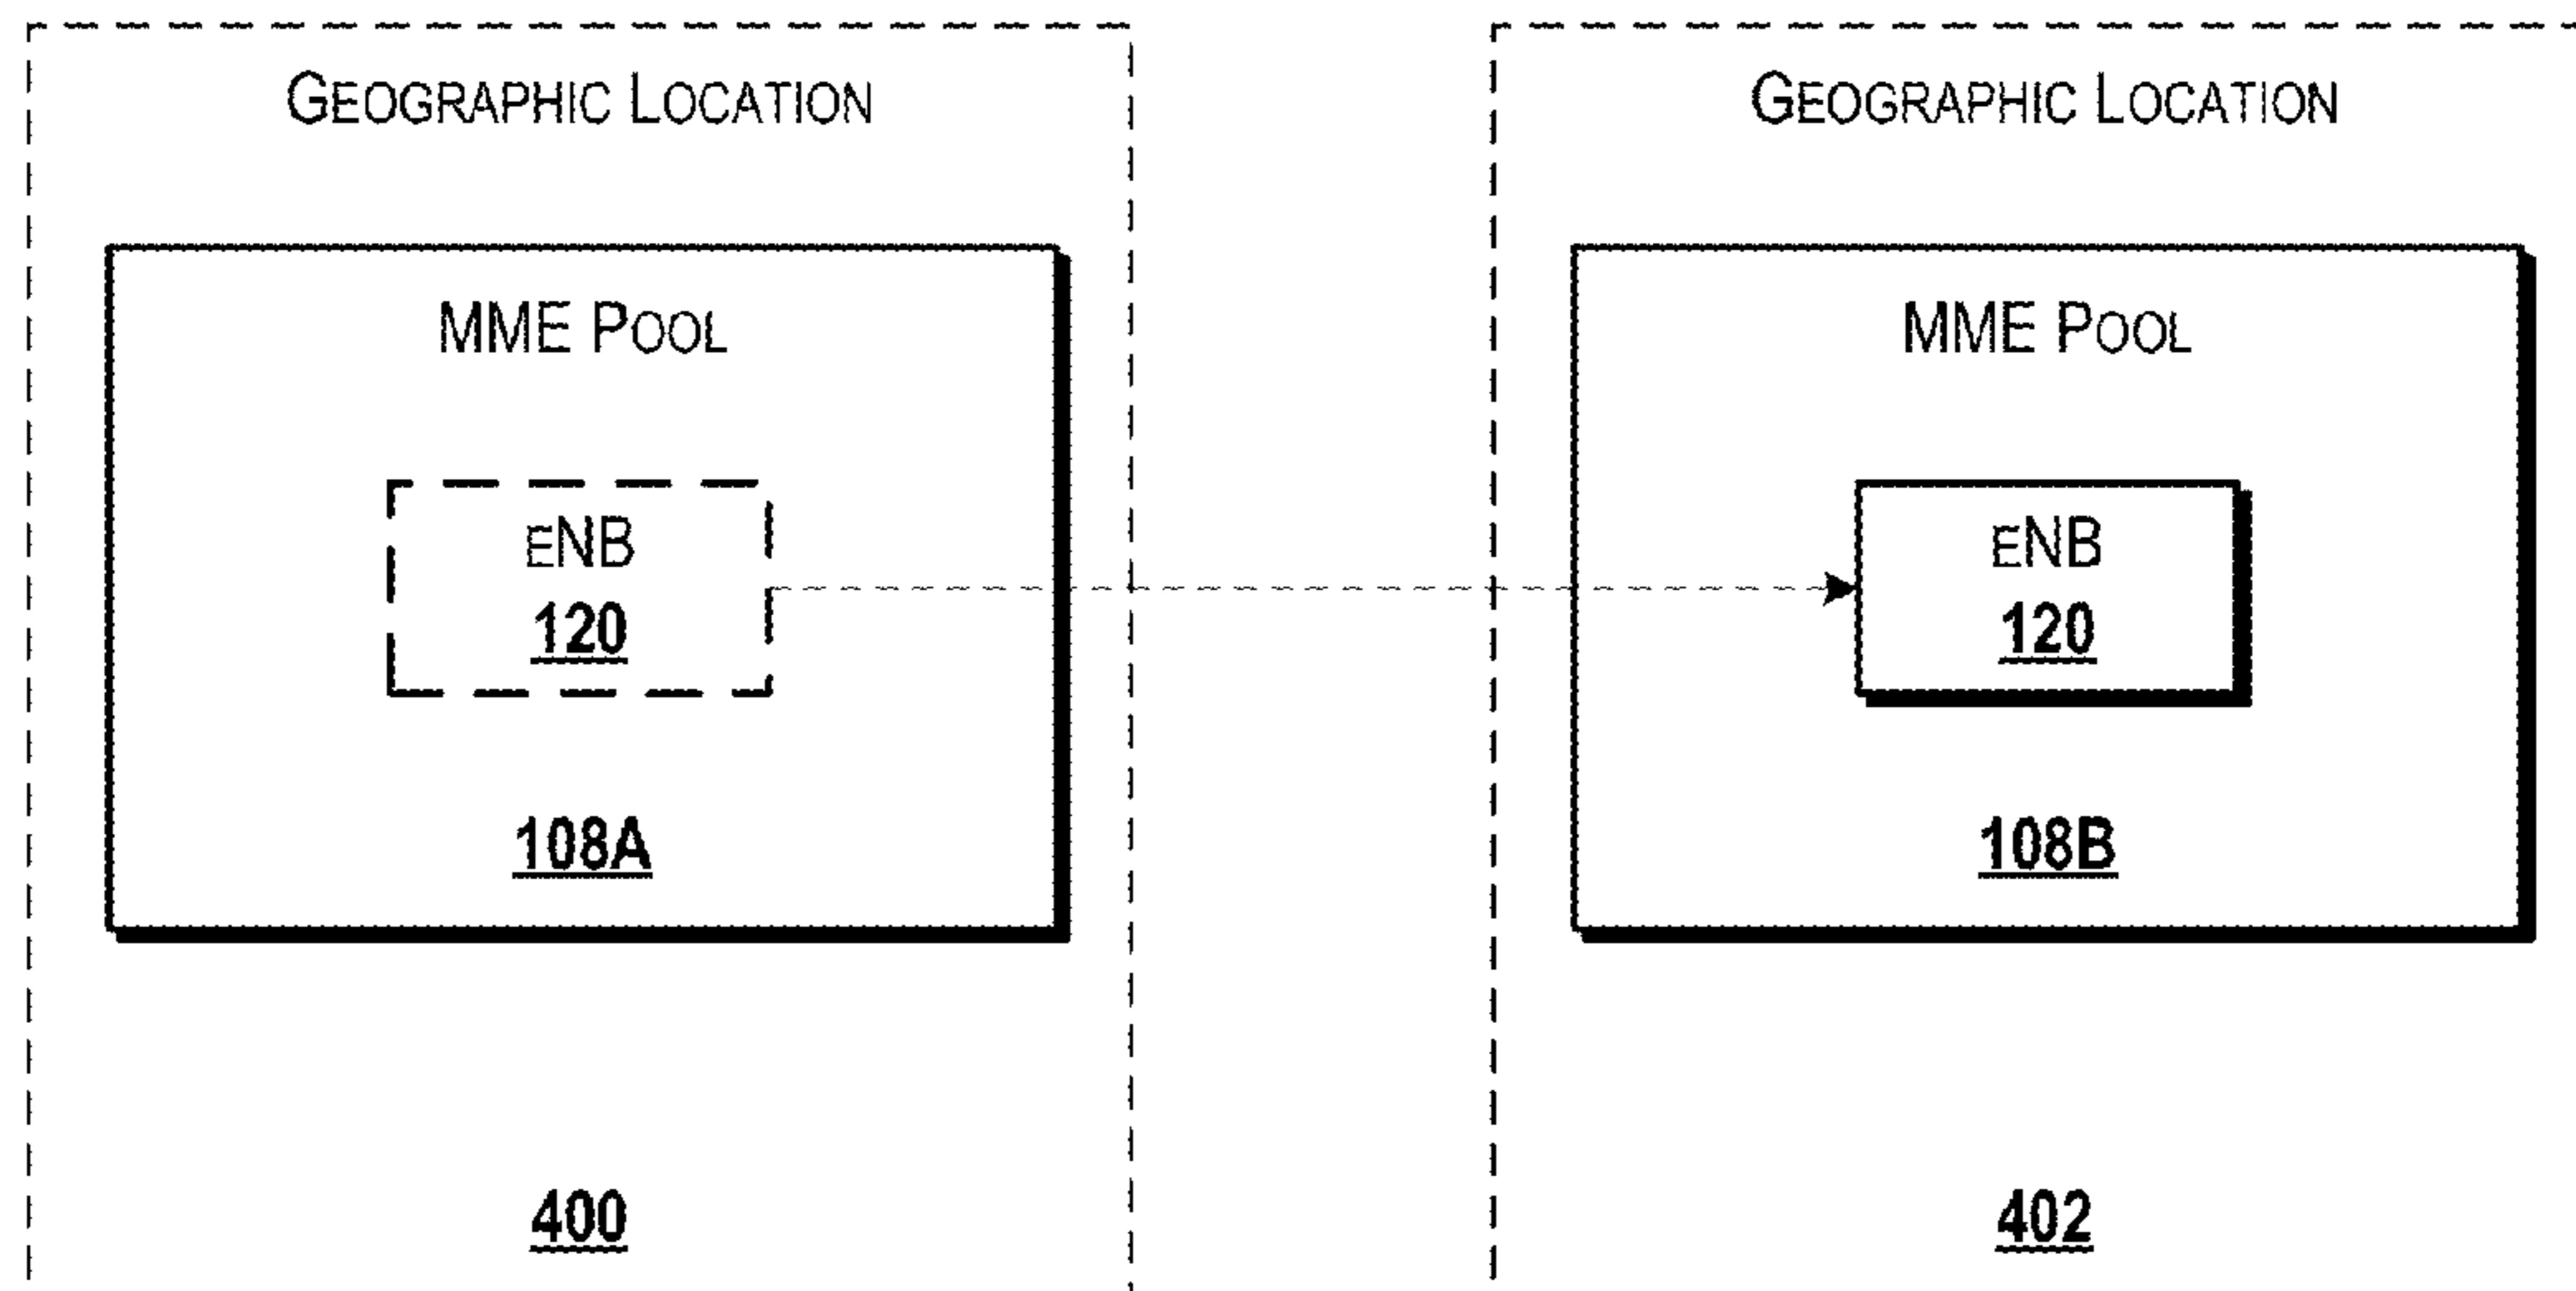 GEOGRAPHIC LOCATION
MME POOL
ENB
120
108A
400
GEOGRAPHIC LOCATION
MME POOL
ENB
120
108B
402